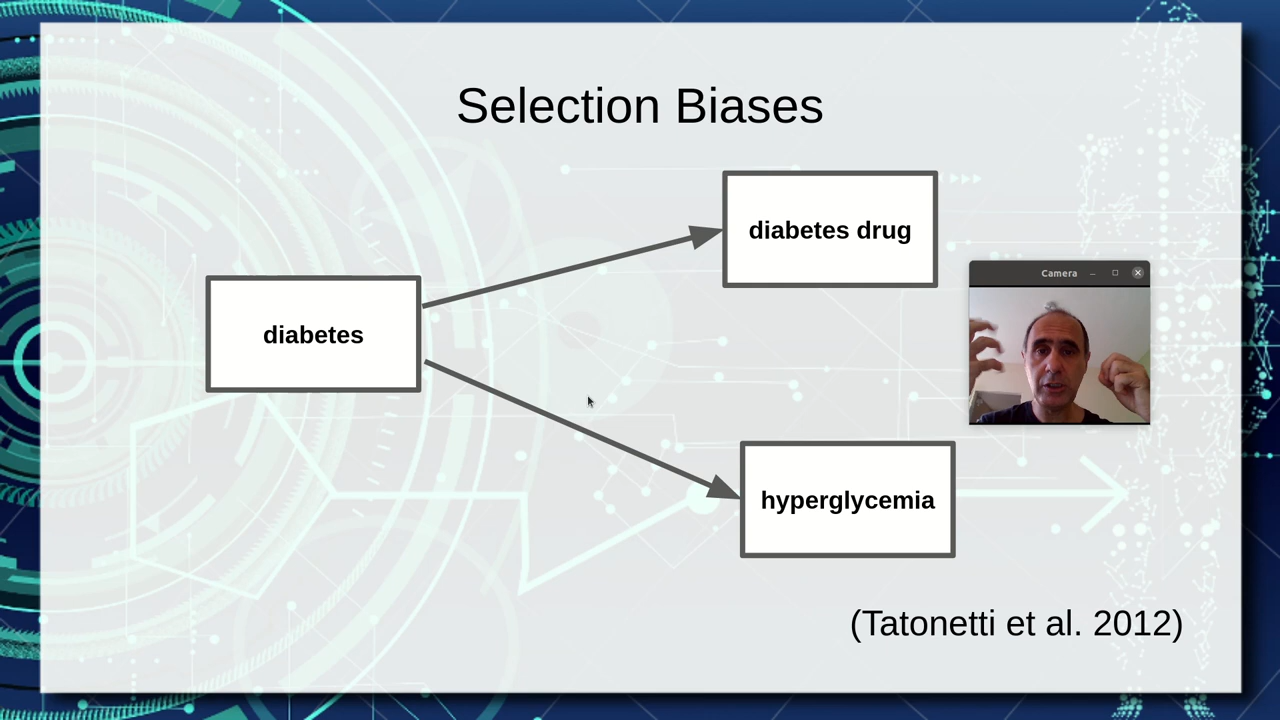 Selection Biases
diabetes drug
Camera
diabetes
hyperglycemia
(Tatonetti et al. 2012)